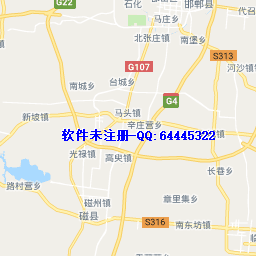 G22
石化
邯郸县
马庄乡
代召
北张庄镇
南堡乡
S313
G107
河沙镇镇
南城乡
台城乡
G4
马头镇
新坡镇
辛庄营乡
软件未注册-QQ:64445322
光禄镇
高臾镇
长巷乡
路村营乡
章里集乡
磁州镇
磁县
S316
南东坊镇
临